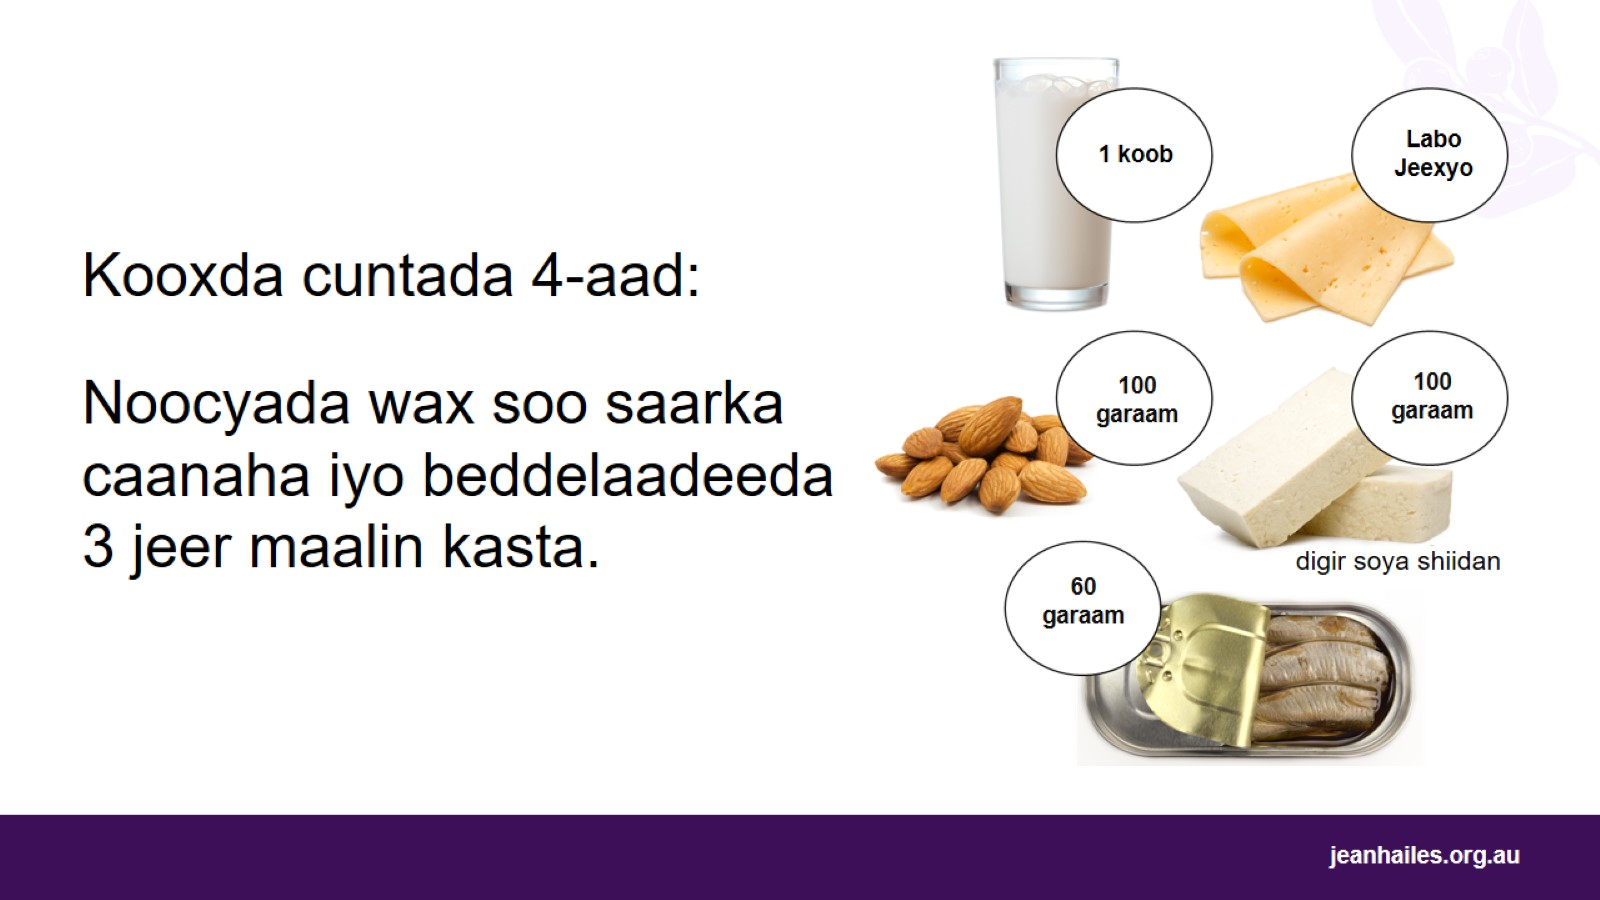 Kooxda cuntada 4-aad:
Noocyada wax soo saarka
caanaha iyo beddelaadeeda
3 jeer maalin kasta.
1 koob
Labo
Jeexyo
100
garaam
100
garaam
digir soya shiidan
60
garaam
jeanhailes.org.au